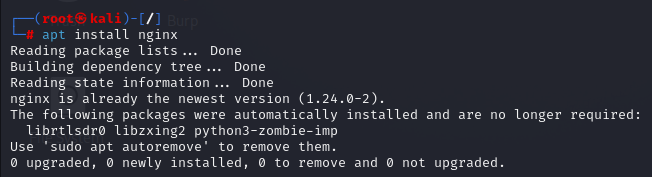 ┌──(root㉿kali)-[/]
└─# apt install nginx
Reading package lists... Done
Building dependency tree... Done
Reading state information... Done
nginx is already the newest version (1.24.0-2).
The following packages were automatically installed and are no longer required:
  librtlsdr0 libzxing2 python3-zombie-imp
Use 'sudo apt autoremove' to remove them.
0 upgraded, 0 newly installed, 0 to remove and 0 not upgraded.
Burp